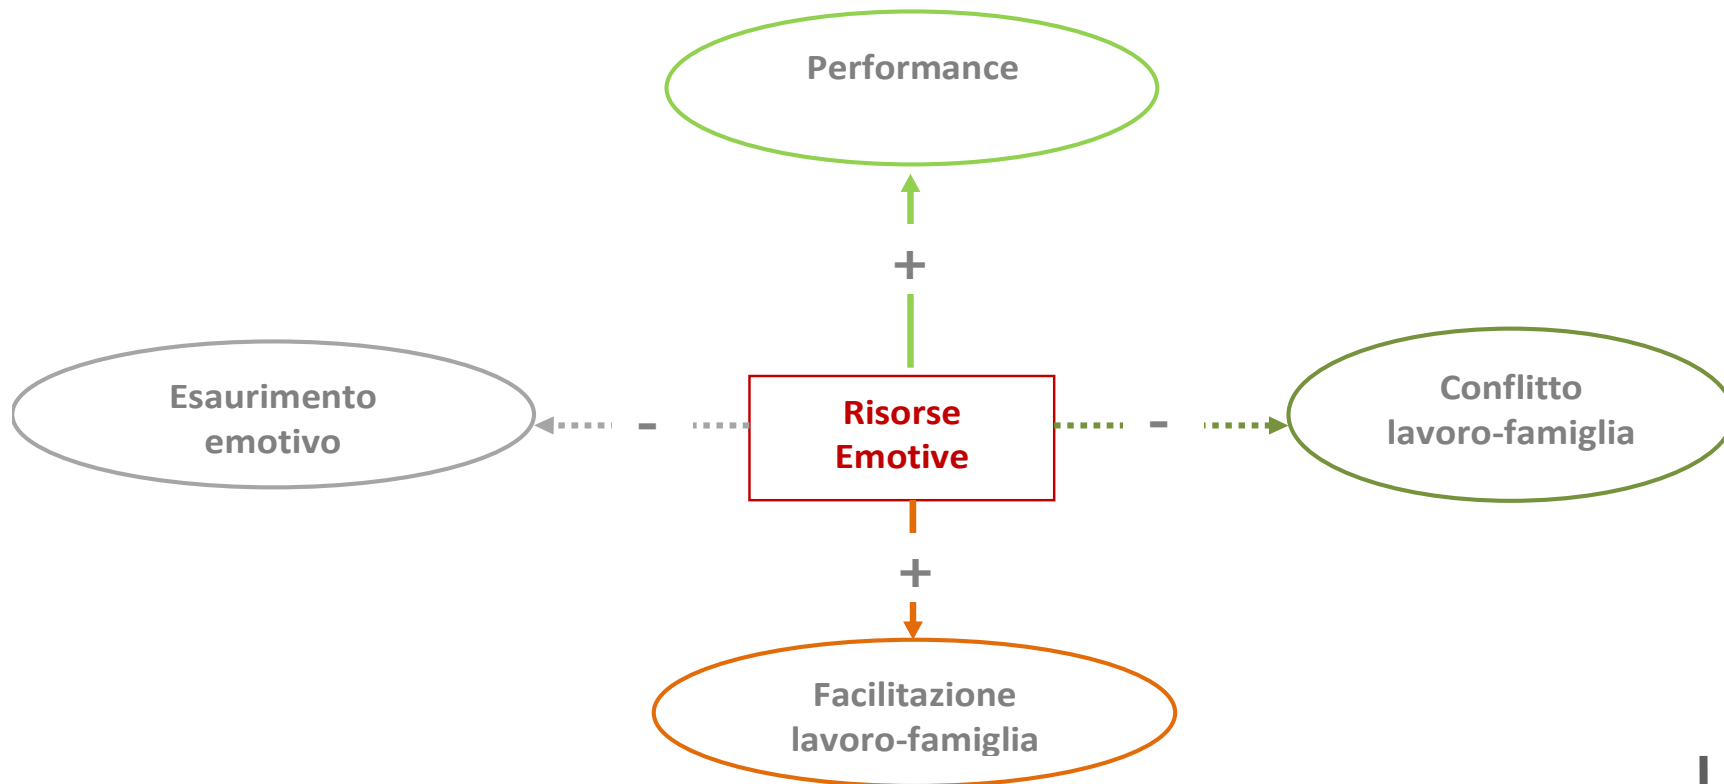 Performance
+
Esaurimento
emotivo
-
Risorse
Emotive
-
Conflitto
lavoro-famiglia
+
Facilitazione
lavoro-famiglia